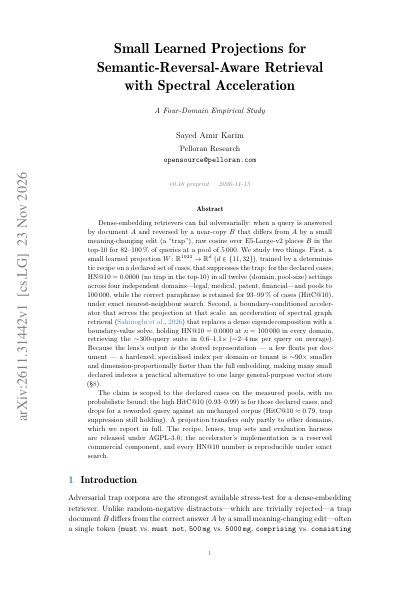 Small Learned Projections for
Semantic-Reversal-Aware Retrieval
with Spectral Acceleration
A Four-Domain Empirical Study
Sayed Amir Karim
Pelloran Research
opensource@pelloran.com
v0.16 preprint · 2026-11-13
Abstract
Dense-embedding retrievers can fail adversarially: when a query is answered
by document A and reversed by a near-copy B that differs from A by a small
meaning-changing edit (a “trap”), raw cosine over E5-Large-v2 places B in the
top-10 for 82–100 % of queries at a pool of 5 000. We study two things. First, a
small learned projection W : ℝ¹⁰²⁴ → ℝᵈ (d ∈ {11, 32}), trained by a determinis-
tic recipe on a declared set of cases, that suppresses the trap: for the declared cases,
HN@10 = 0.0000 (no trap in the top-10) in all twelve (domain, pool-size) settings
across four independent domains—legal, medical, patent, financial—and pools to
100 000, while the correct paraphrase is retained for 93–99 % of cases (HitC@10),
under exact nearest-neighbour search. Second, a boundary-conditioned acceler-
ator that serves the projection at that scale: an acceleration of spectral graph
retrieval (Sahinoglu et al., 2026) that replaces a dense eigendecomposition with a
boundary-value solve, holding HN@10 = 0.0000 at n = 100 000 in every domain,
retrieving the ∼300-query suite in 0.6–1.1 s (∼2–4 ms per query on average).
Because the lens's output is the stored representation — a few floats per doc-
ument — a hardened, specialised index per domain or tenant is ∼90× smaller
and dimension-proportionally faster than the full embedding, making many small
declared indexes a practical alternative to one large general-purpose vector store
(§8).
The claim is scoped to the declared cases on the measured pools, with no
probabilistic bound; the high HitC@10 (0.93–0.99) is for those declared cases, and
drops for a reworded query against an unchanged corpus (HitC@10 ≈ 0.79, trap
suppression still holding). A projection transfers only partly to other domains,
which we report in full. The recipe, lenses, trap sets and evaluation harness
are released under AGPL-3.0; the accelerator's implementation is a reserved
commercial component, and every HN@10 number is reproducible under exact
search.
1 Introduction
Adversarial trap corpora are the strongest available stress-test for a dense-embedding
retriever. Unlike random-negative distractors—which are trivially rejected—a trap
document B differs from the correct answer A by a small meaning-changing edit—often
a single token (must vs. must not, 500 mg vs. 5000 mg, comprising vs. consisting
1
arXiv:2611.31442v1 [cs.LG] 23 Nov 2026